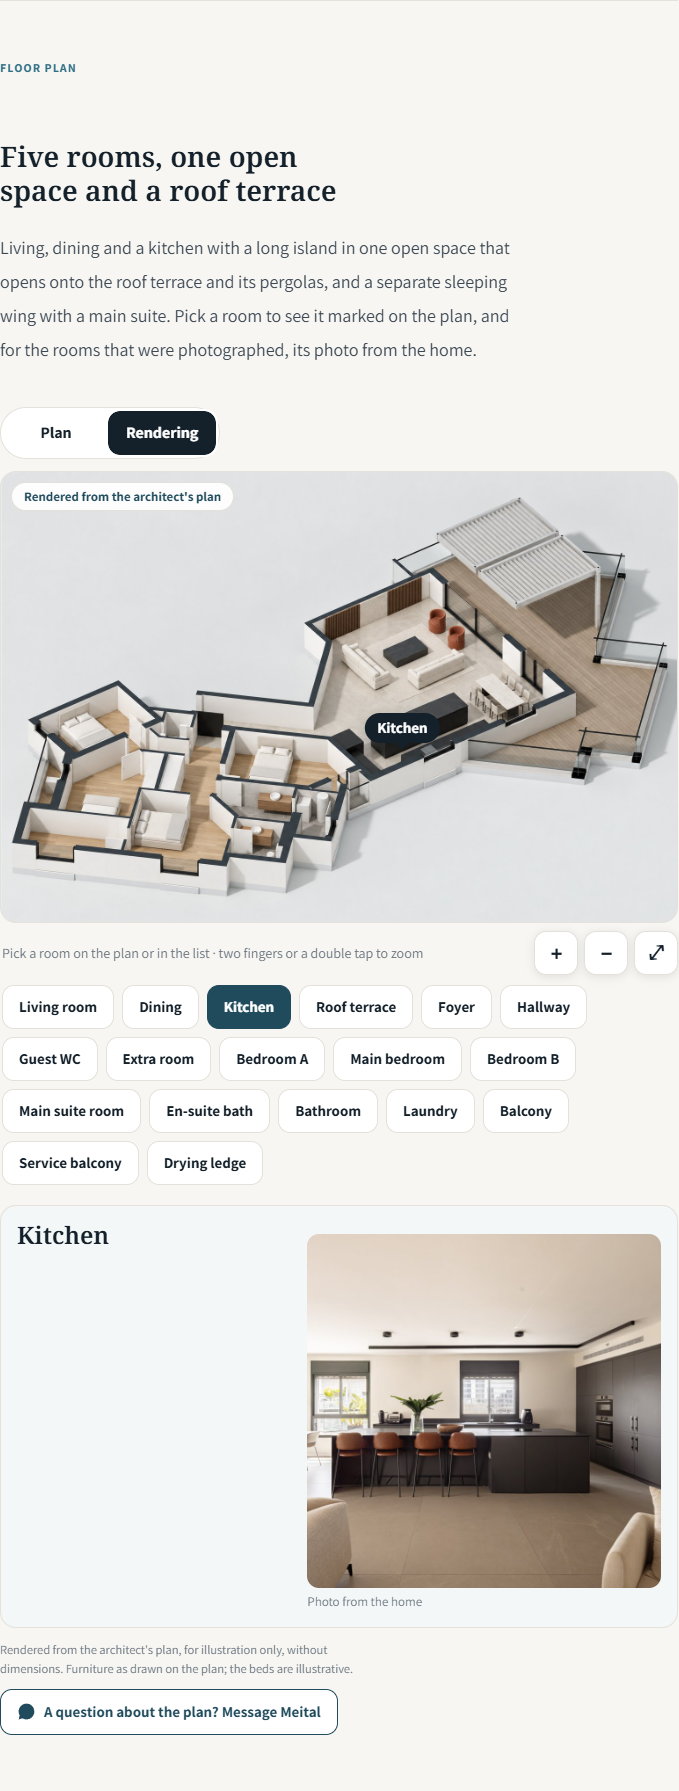 FLOOR PLAN
Five rooms, one open
space and a roof terrace
Living, dining and a kitchen with a long island in one open space that
opens onto the roof terrace and its pergolas, and a separate sleeping
wing with a main suite. Pick a room to see it marked on the plan, and
for the rooms that were photographed, its photo from the home.
Plan
Rendering
Rendered from the architect's plan
Kitchen
Pick a room on the plan or in the list · two fingers or a double tap to zoom
+
−
Living room
Dining
Kitchen
Roof terrace
Foyer
Hallway
Guest WC
Extra room
Bedroom A
Main bedroom
Bedroom B
Main suite room
En-suite bath
Bathroom
Laundry
Balcony
Service balcony
Drying ledge
Kitchen
Photo from the home
Rendered from the architect's plan, for illustration only, without
dimensions. Furniture as drawn on the plan; the beds are illustrative.
A question about the plan? Message Meital